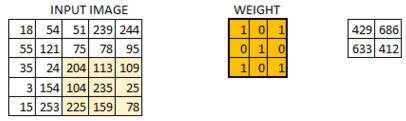 INPUT IMAGE WEIGHT
18 54 51 239 244 1 0 1 429 686
55 121 75 78 95 0 1 0 633 412
35 24 204 113 109 1 0 1
3 154 104 235 25
15 253 225 159 78